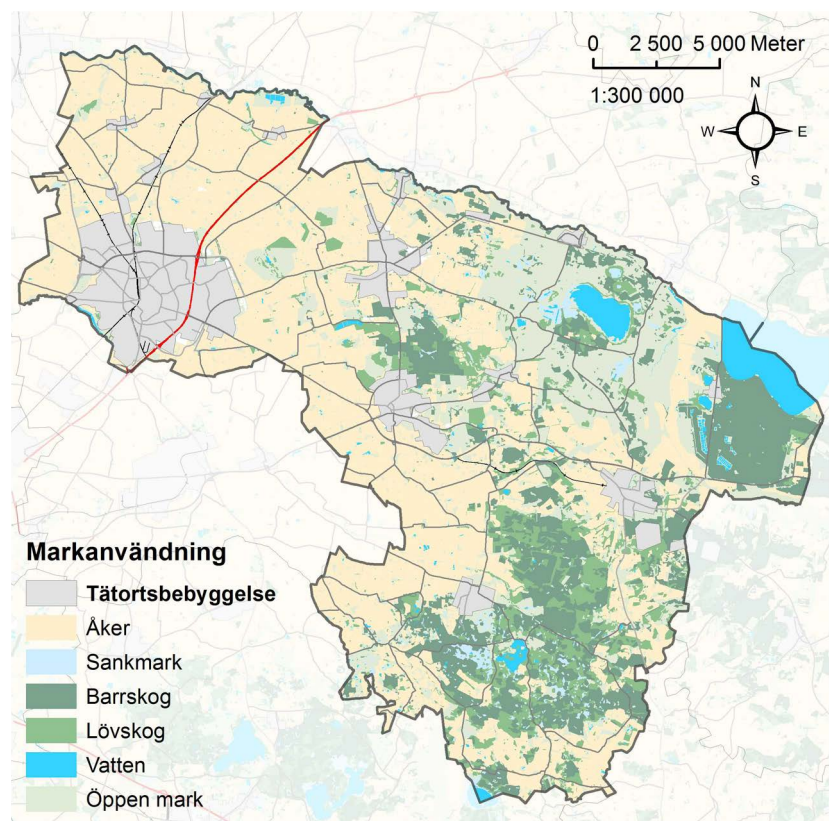 0 2 500 5 000 Meter
1:300 000
N
W E
S
Markanvändning
Tätortsbebyggelse
Åker
Sankmark
Barrskog
Lövskog
Vatten
Öppen mark